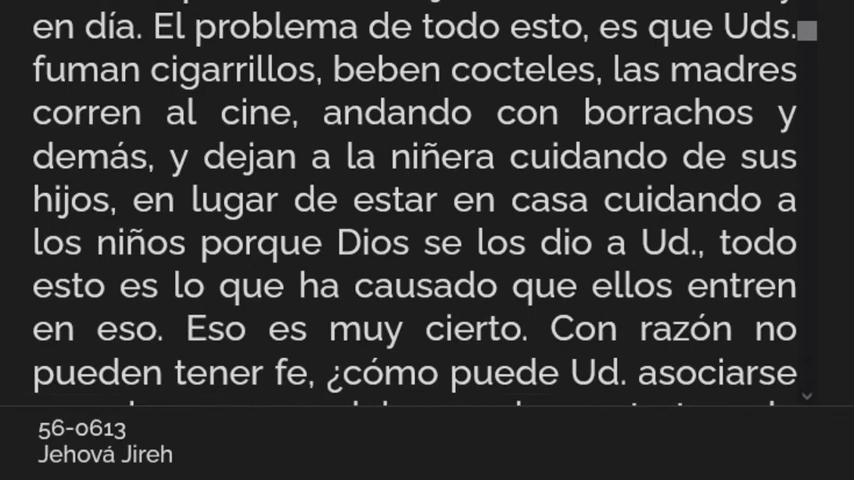 en día. El problema de todo esto, es que Uds.
fuman cigarrillos, beben cocteles, las madres
corren al cine, andando con borrachos y
demás, y dejan a la niñera cuidando de sus
hijos, en lugar de estar en casa cuidando a
los niños porque Dios se los dio a Ud., todo
esto es lo que ha causado que ellos entren
en eso. Eso es muy cierto. Con razón no
pueden tener fe, ¿cómo puede Ud. asociarse
56-0613
Jehová Jireh